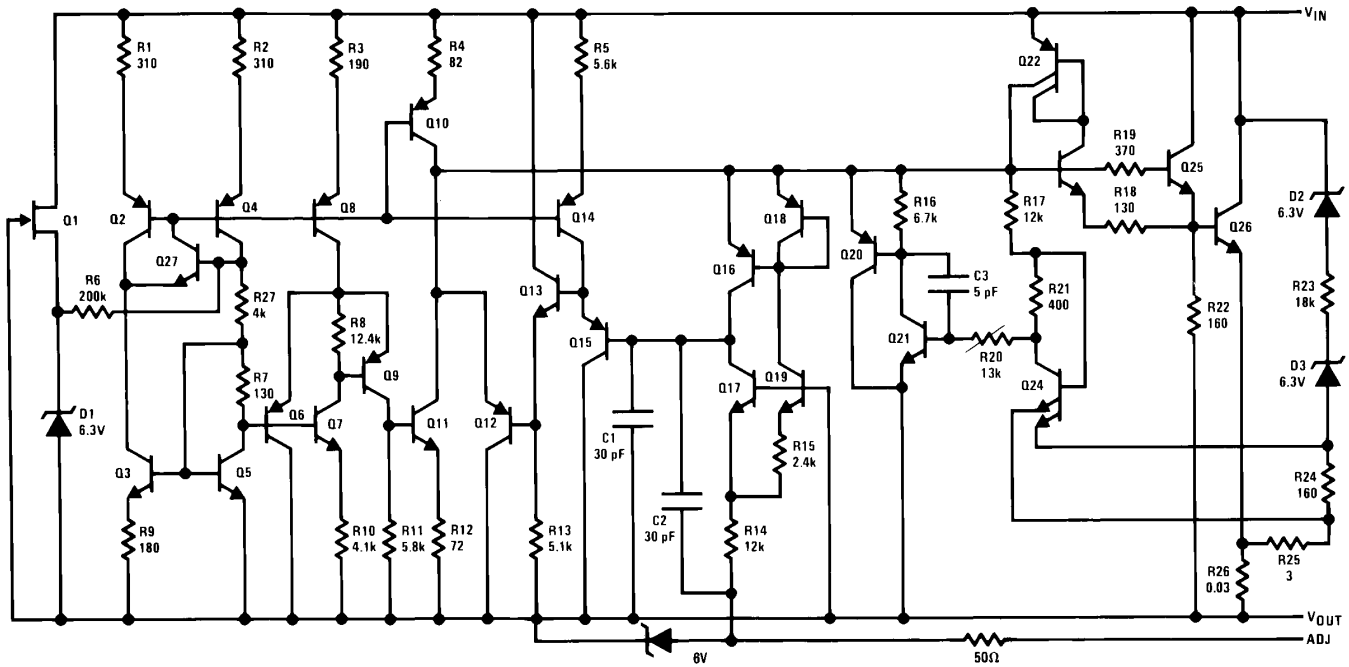 VIN
R1
310
R2
310
R3
190
R4
82
R5
5.6k
Q22
Q10
R19
370
Q25
Q1
Q2
Q4
Q8
Q14
Q18
R16
6.7k
R17
12k
R18
130
Q26
D2
6.3V
Q27
Q20
R6
200k
R27
4k
Q16
Q13
C3
5 pF
R21
400
R22
160
R23
18k
R8
12.4k
Q15
Q21
R20
13k
R7
130
Q9
Q17
Q19
Q24
D3
6.3V
D1
6.3V
Q6
Q7
Q11
Q12
C1
30 pF
R15
2.4k
Q3
Q5
R24
160
R9
180
R10
4.1k
R11
5.8k
R12
72
R13
5.1k
C2
30 pF
R14
12k
R26
0.03
R25
3
VOUT
ADJ
6V
50Ω